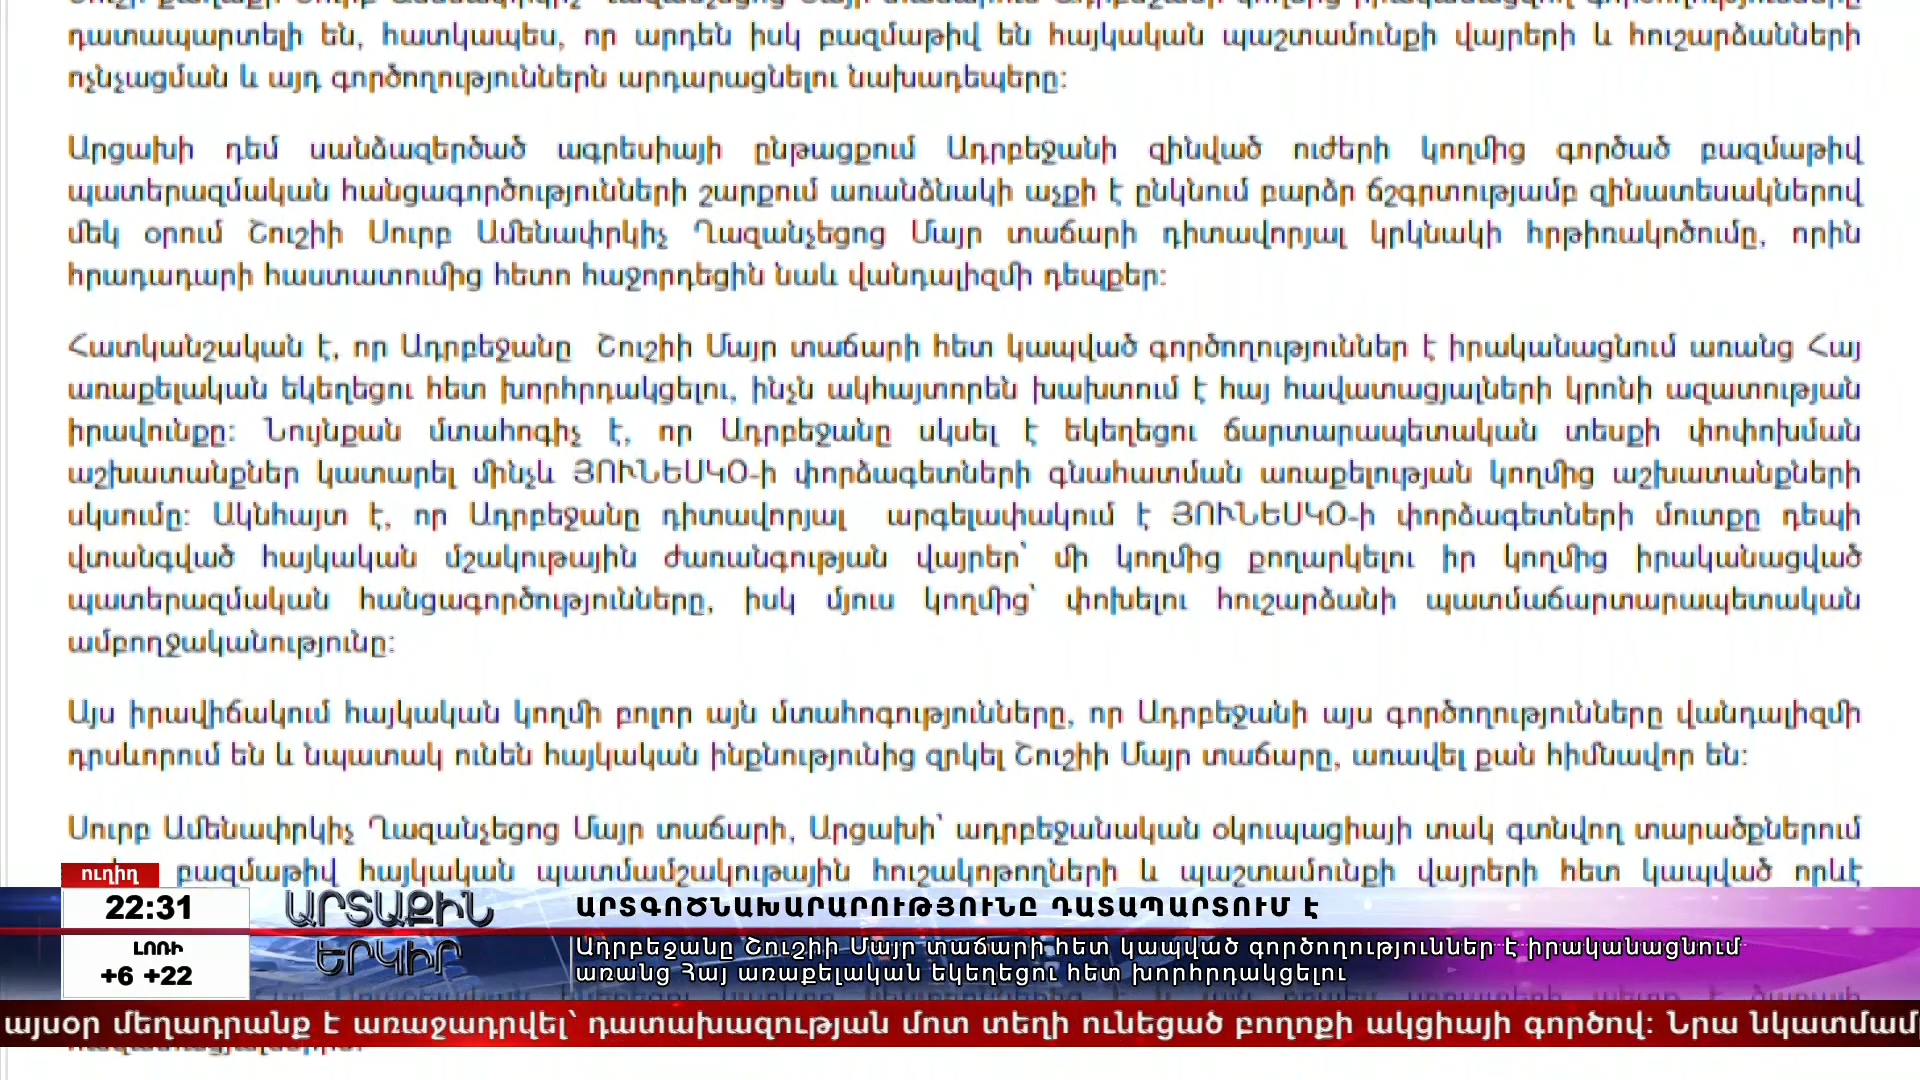 դատապարտելի են, հատկապես, որ արդեն իսկ բազմաթիվ են հայկական պաշտամունքի վայրերի և հուշարձանների
ոչնչացման և այդ գործողություններն արդարացնելու նախադեպերը:
Արցախի դեմ սանձազերծած ագրեսիայի ընթացքում Ադրբեջանի զինված ուժերի կողմից գործած բազմաթիվ
պատերազմական հանցագործությունների շարքում առանձնակի աչքի է ընկնում բարձր ճշգրտությամբ զինատեսակներով
մեկ օրում Շուշիի Սուրբ Ամենափրկիչ Ղազանչեցոց Մայր տաճարի դիտավորյալ կրկնակի հրթիռակոծումը, որին
հրադադարի հաստատումից հետո հաջորդեցին նաև վանդալիզմի դեպքեր:
Հատկանշական է, որ Ադրբեջանը Շուշիի Մայր տաճարի հետ կապված գործողություններ է իրականացնում առանց Հայ
առաքելական եկեղեցու հետ խորհրդակցելու, ինչն ակհայտորեն խախտում է հայ հավատացյալների կրոնի ազատության
իրավունքը: Նույնքան մտահոգիչ է, որ Ադրբեջանը սկսել է եկեղեցու ճարտարապետական տեսքի փոփոխման
աշխատանքներ կատարել մինչև ՅՈՒՆԵՍԿՕ-ի փորձագետների գնահատման առաքելության կողմից աշխատանքների
սկսումը: Ակնհայտ է, որ Ադրբեջանը դիտավորյալ արգելափակում է ՅՈՒՆԵՍԿՕ-ի փորձագետների մուտքը դեպի
վտանգված հայկական մշակութային ժառանգության վայրեր՝ մի կողմից քողարկելու իր կողմից իրականացված
պատերազմական հանցագործությունները, իսկ մյուս կողմից՝ փոխելու հուշարձանի պատմաճարտարապետական
ամբողջականությունը:
Այս իրավիճակում հայկական կողմի բոլոր այն մտահոգությունները, որ Ադրբեջանի այս գործողությունները վանդալիզմի
դրսևորում են և նպատակ ունեն հայկական ինքնությունից զրկել Շուշիի Մայր տաճարը, առավել քան հիմնավոր են:
Սուրբ Ամենափրկիչ Ղազանչեցոց Մայր տաճարի, Արցախի՝ ադրբեջանական օկուպացիայի տակ գտնվող տարածքներում
բազմաթիվ հայկական պատմամշակութային հուշակոթողների և պաշտամունքի վայրերի հետ կապված որևէ
ուղիղ
22:31
ԼՈՌԻ
+6 +22
ԱՐՏԱՔԻՆ
ԵՐԿԻՐ
ԱՐՏԳՈԾՆԱԽԱՐԱՐՈՒԹՅՈՒՆԸ ԴԱՏԱՊԱՐՏՈՒՄ Է
Ադրբեջանը Շուշիի Մայր տաճարի հետ կապված գործողություններ է իրականացնում
առանց Հայ առաքելական եկեղեցու հետ խորհրդակցելու
այսօր մեղադրանք է առաջադրվել՝ դատախազության մոտ տեղի ունեցած բողոքի ակցիայի գործով: Նրա նկատմամ